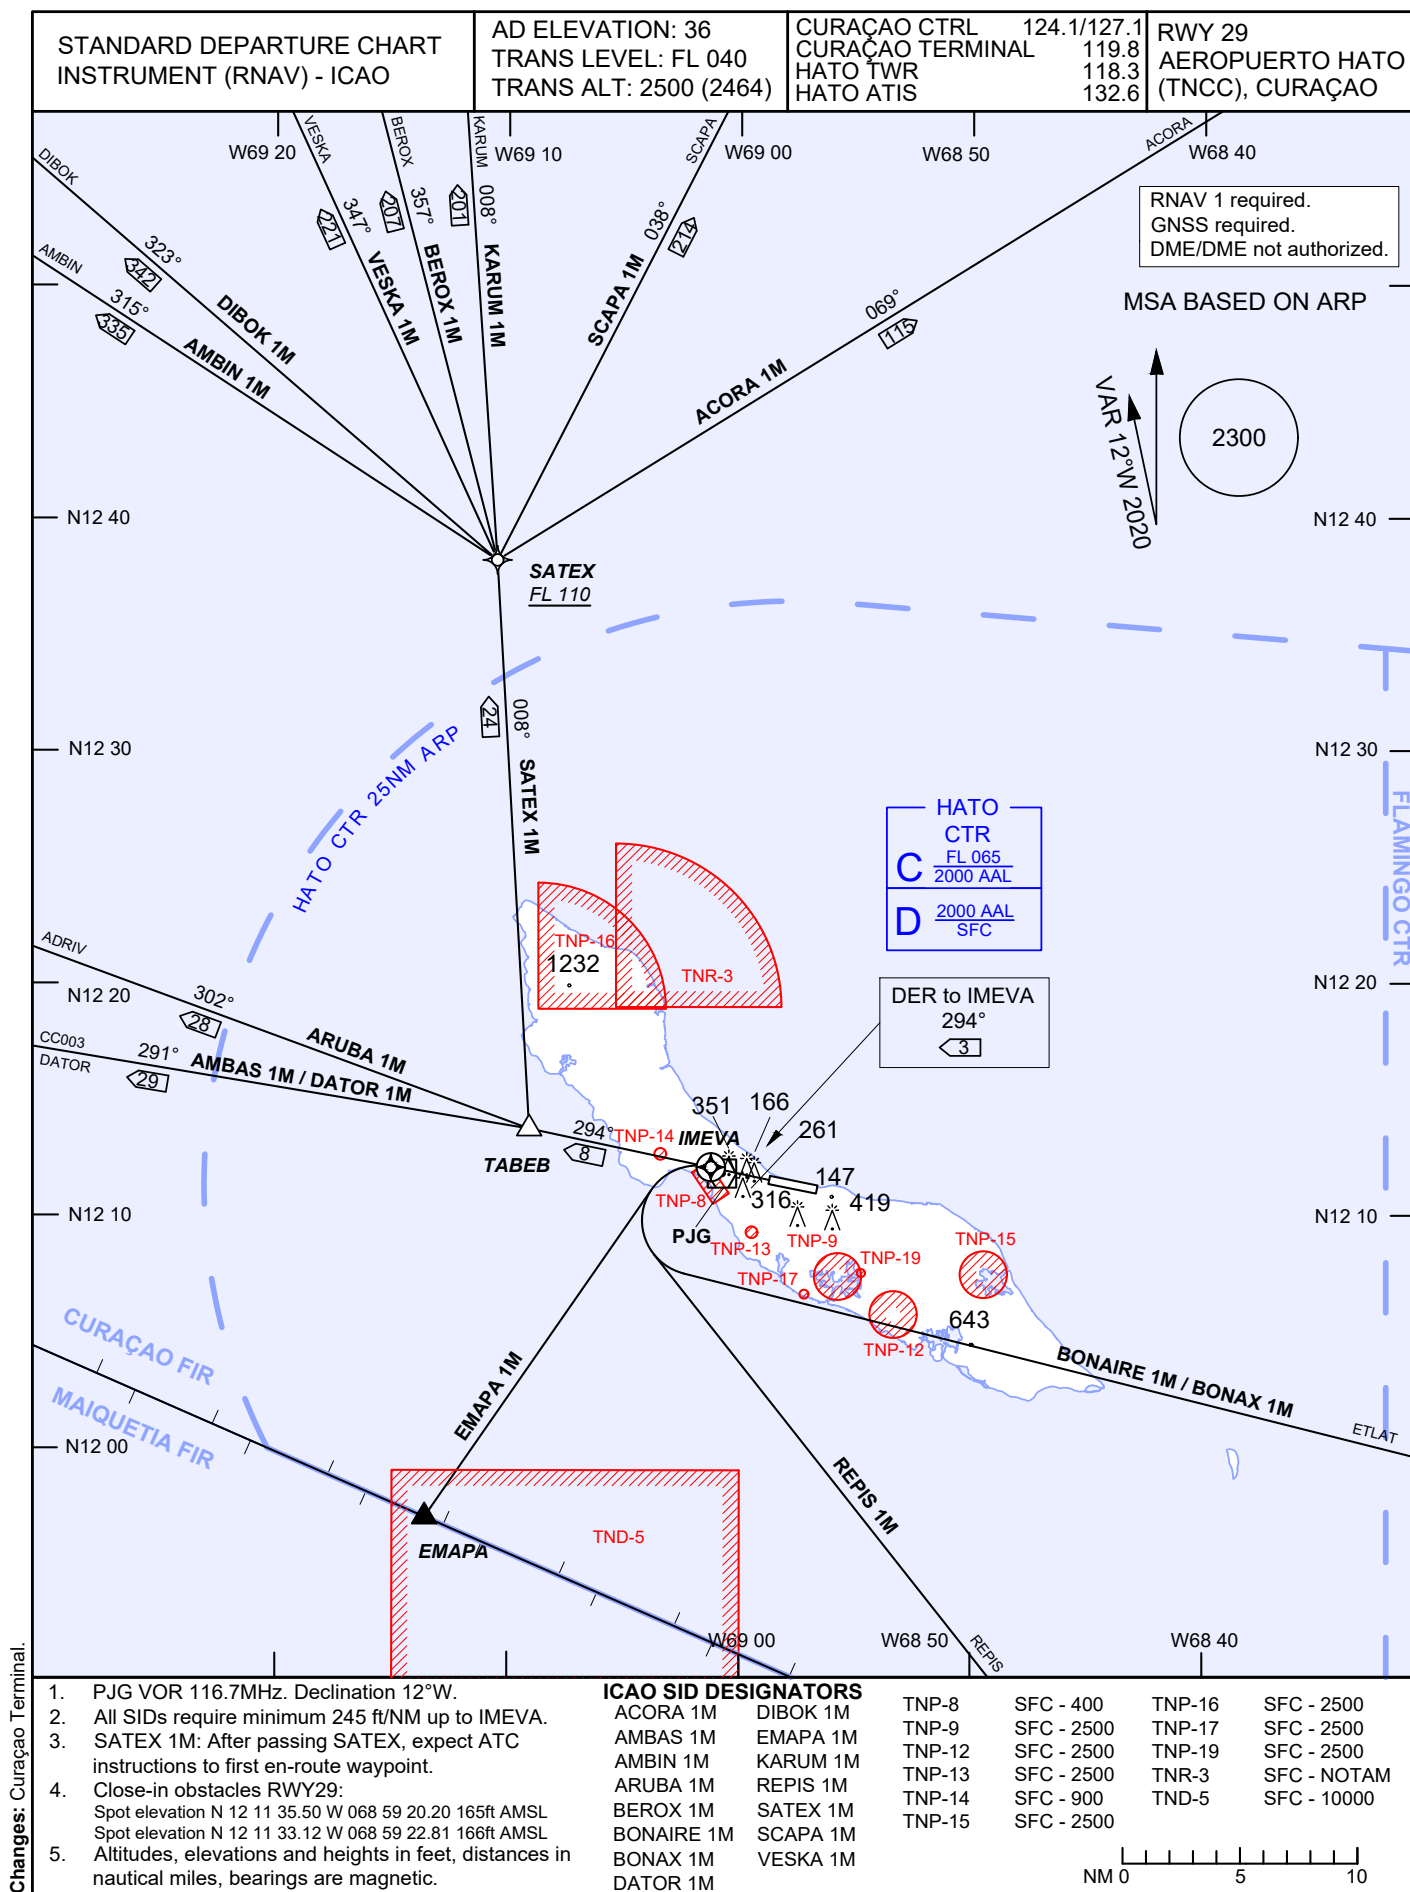 STANDARD DEPARTURE CHART
INSTRUMENT (RNAV) - ICAO
AD ELEVATION: 36
TRANS LEVEL: FL 040
TRANS ALT: 2500 (2464)
CURAÇAO CTRL 124.1/127.1
CURAÇAO TERMINAL 119.8
HATO TWR 118.3
HATO ATIS 132.6
RWY 29
AEROPUERTO HATO
(TNCC), CURAÇAO
W69 20
W69 10
W69 00
W68 50
W68 40
DIBOK
AMBIN
VESKA
BEROX
KARUM
SCAPA
ACORA
RNAV 1 required.
GNSS required.
DME/DME not authorized.
MSA BASED ON ARP
VAR 12°W 2020
2300
323°
342
DIBOK 1M
315°
335
AMBIN 1M
347°
221
VESKA 1M
357°
207
BEROX 1M
008°
201
KARUM 1M
038°
214
SCAPA 1M
069°
115
ACORA 1M
N12 40
N12 40
SATEX
FL 110
008°
24
SATEX 1M
N12 30
N12 30
HATO CTR 25NM ARP
FLAMINGO CTR
HATO
CTR
C FL 065
2000 AAL
D 2000 AAL
SFC
TNP-16
1232
TNR-3
N12 20
N12 20
ADRIV
302°
28
ARUBA 1M
CC003
DATOR
291°
29
AMBAS 1M / DATOR 1M
DER to IMEVA
294°
3
294°
8
TABEB
TNP-14
IMEVA
351
166
261
147
316
419
TNP-8
PJG
TNP-13
TNP-9
TNP-15
TNP-17
TNP-19
TNP-12
643
N12 10
N12 10
CURAÇAO FIR
MAIQUETIA FIR
EMAPA 1M
BONAIRE 1M / BONAX 1M
ETLAT
REPIS 1M
N12 00
EMAPA
TND-5
W69 00
W68 50
W68 40
REPIS
Changes: Curaçao Terminal.
1. PJG VOR 116.7MHz. Declination 12°W.
2. All SIDs require minimum 245 ft/NM up to IMEVA.
3. SATEX 1M: After passing SATEX, expect ATC
instructions to first en-route waypoint.
4. Close-in obstacles RWY29:
Spot elevation N 12 11 35.50 W 068 59 20.20 165ft AMSL
Spot elevation N 12 11 33.12 W 068 59 22.81 166ft AMSL
5. Altitudes, elevations and heights in feet, distances in
nautical miles, bearings are magnetic.
ICAO SID DESIGNATORS
ACORA 1M DIBOK 1M
AMBAS 1M EMAPA 1M
AMBIN 1M KARUM 1M
ARUBA 1M REPIS 1M
BEROX 1M SATEX 1M
BONAIRE 1M SCAPA 1M
BONAX 1M VESKA 1M
DATOR 1M
TNP-8 SFC - 400 TNP-16 SFC - 2500
TNP-9 SFC - 2500 TNP-17 SFC - 2500
TNP-12 SFC - 2500 TNP-19 SFC - 2500
TNP-13 SFC - 2500 TNR-3 SFC - NOTAM
TNP-14 SFC - 900 TND-5 SFC - 10000
TNP-15 SFC - 2500
NM 0 5 10